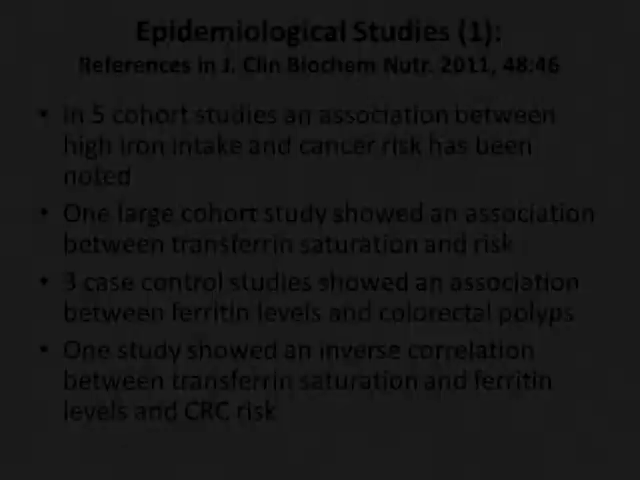 Epidemiological Studies (1):
References in J. Clin Biochem Nutr. 2011, 48:46
• In 5 cohort studies an association between
high iron intake and cancer risk has been
noted
• One large cohort study showed an association
between transferrin saturation and risk
• 3 case control studies showed an association
between ferritin levels and colorectal polyps
• One study showed an inverse correlation
between transferrin saturation and ferritin
levels and CRC risk